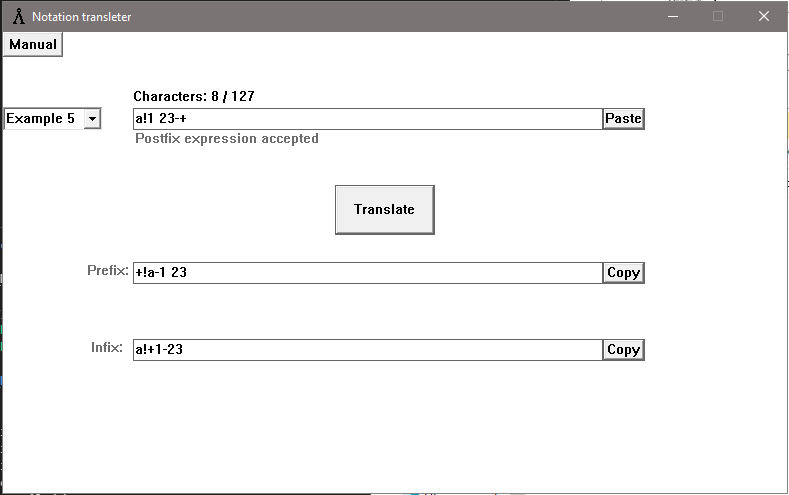 Notation transleter
Manual
Characters: 8 / 127
Example 5
a!1 23-+
Paste
Postfix expression accepted
Translate
Prefix:
+!a-1 23
Copy
Infix:
a!+1-23
Copy